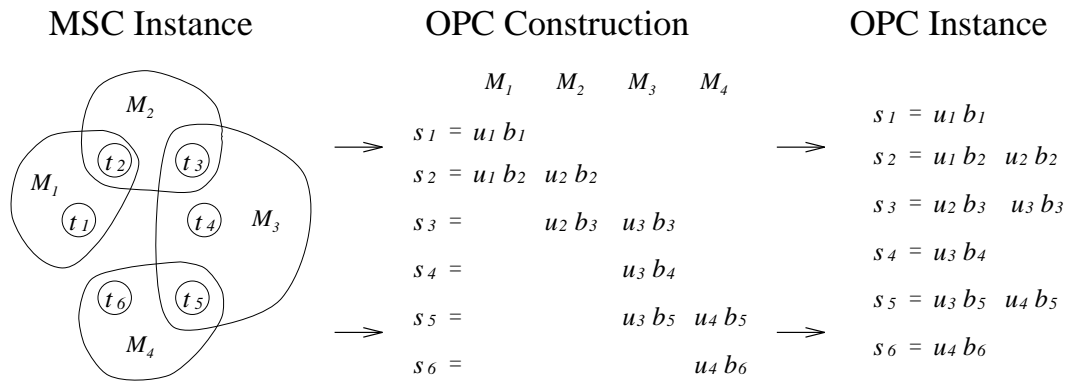 MSC Instance
OPC Construction
OPC Instance
M₁ M₂ M₃ M₄
M₂
t₂
t₃
M₁
t₁
t₄
M₃
t₆
t₅
M₄
s₁ = u₁ b₁
s₂ = u₁ b₂ u₂ b₂
s₃ = u₂ b₃ u₃ b₃
s₄ = u₃ b₄
s₅ = u₃ b₅ u₄ b₅
s₆ = u₄ b₆
s₁ = u₁ b₁
s₂ = u₁ b₂ u₂ b₂
s₃ = u₂ b₃ u₃ b₃
s₄ = u₃ b₄
s₅ = u₃ b₅ u₄ b₅
s₆ = u₄ b₆